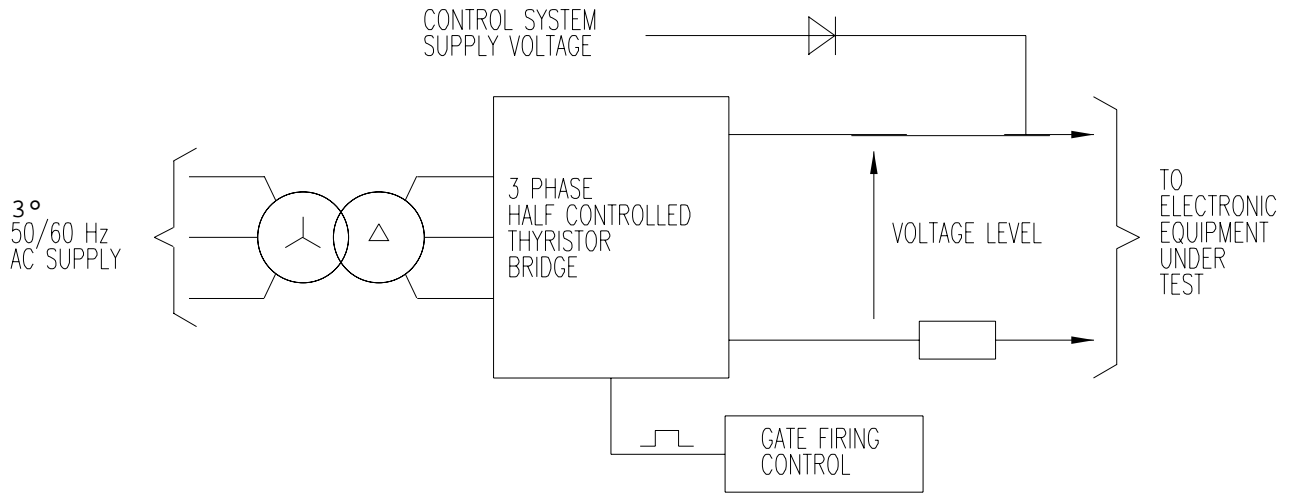 CONTROL SYSTEM
SUPPLY VOLTAGE
3°
50/60 Hz
AC SUPPLY
3 PHASE
HALF CONTROLLED
THYRISTOR
BRIDGE
VOLTAGE LEVEL
TO
ELECTRONIC
EQUIPMENT
UNDER
TEST
GATE FIRING
CONTROL